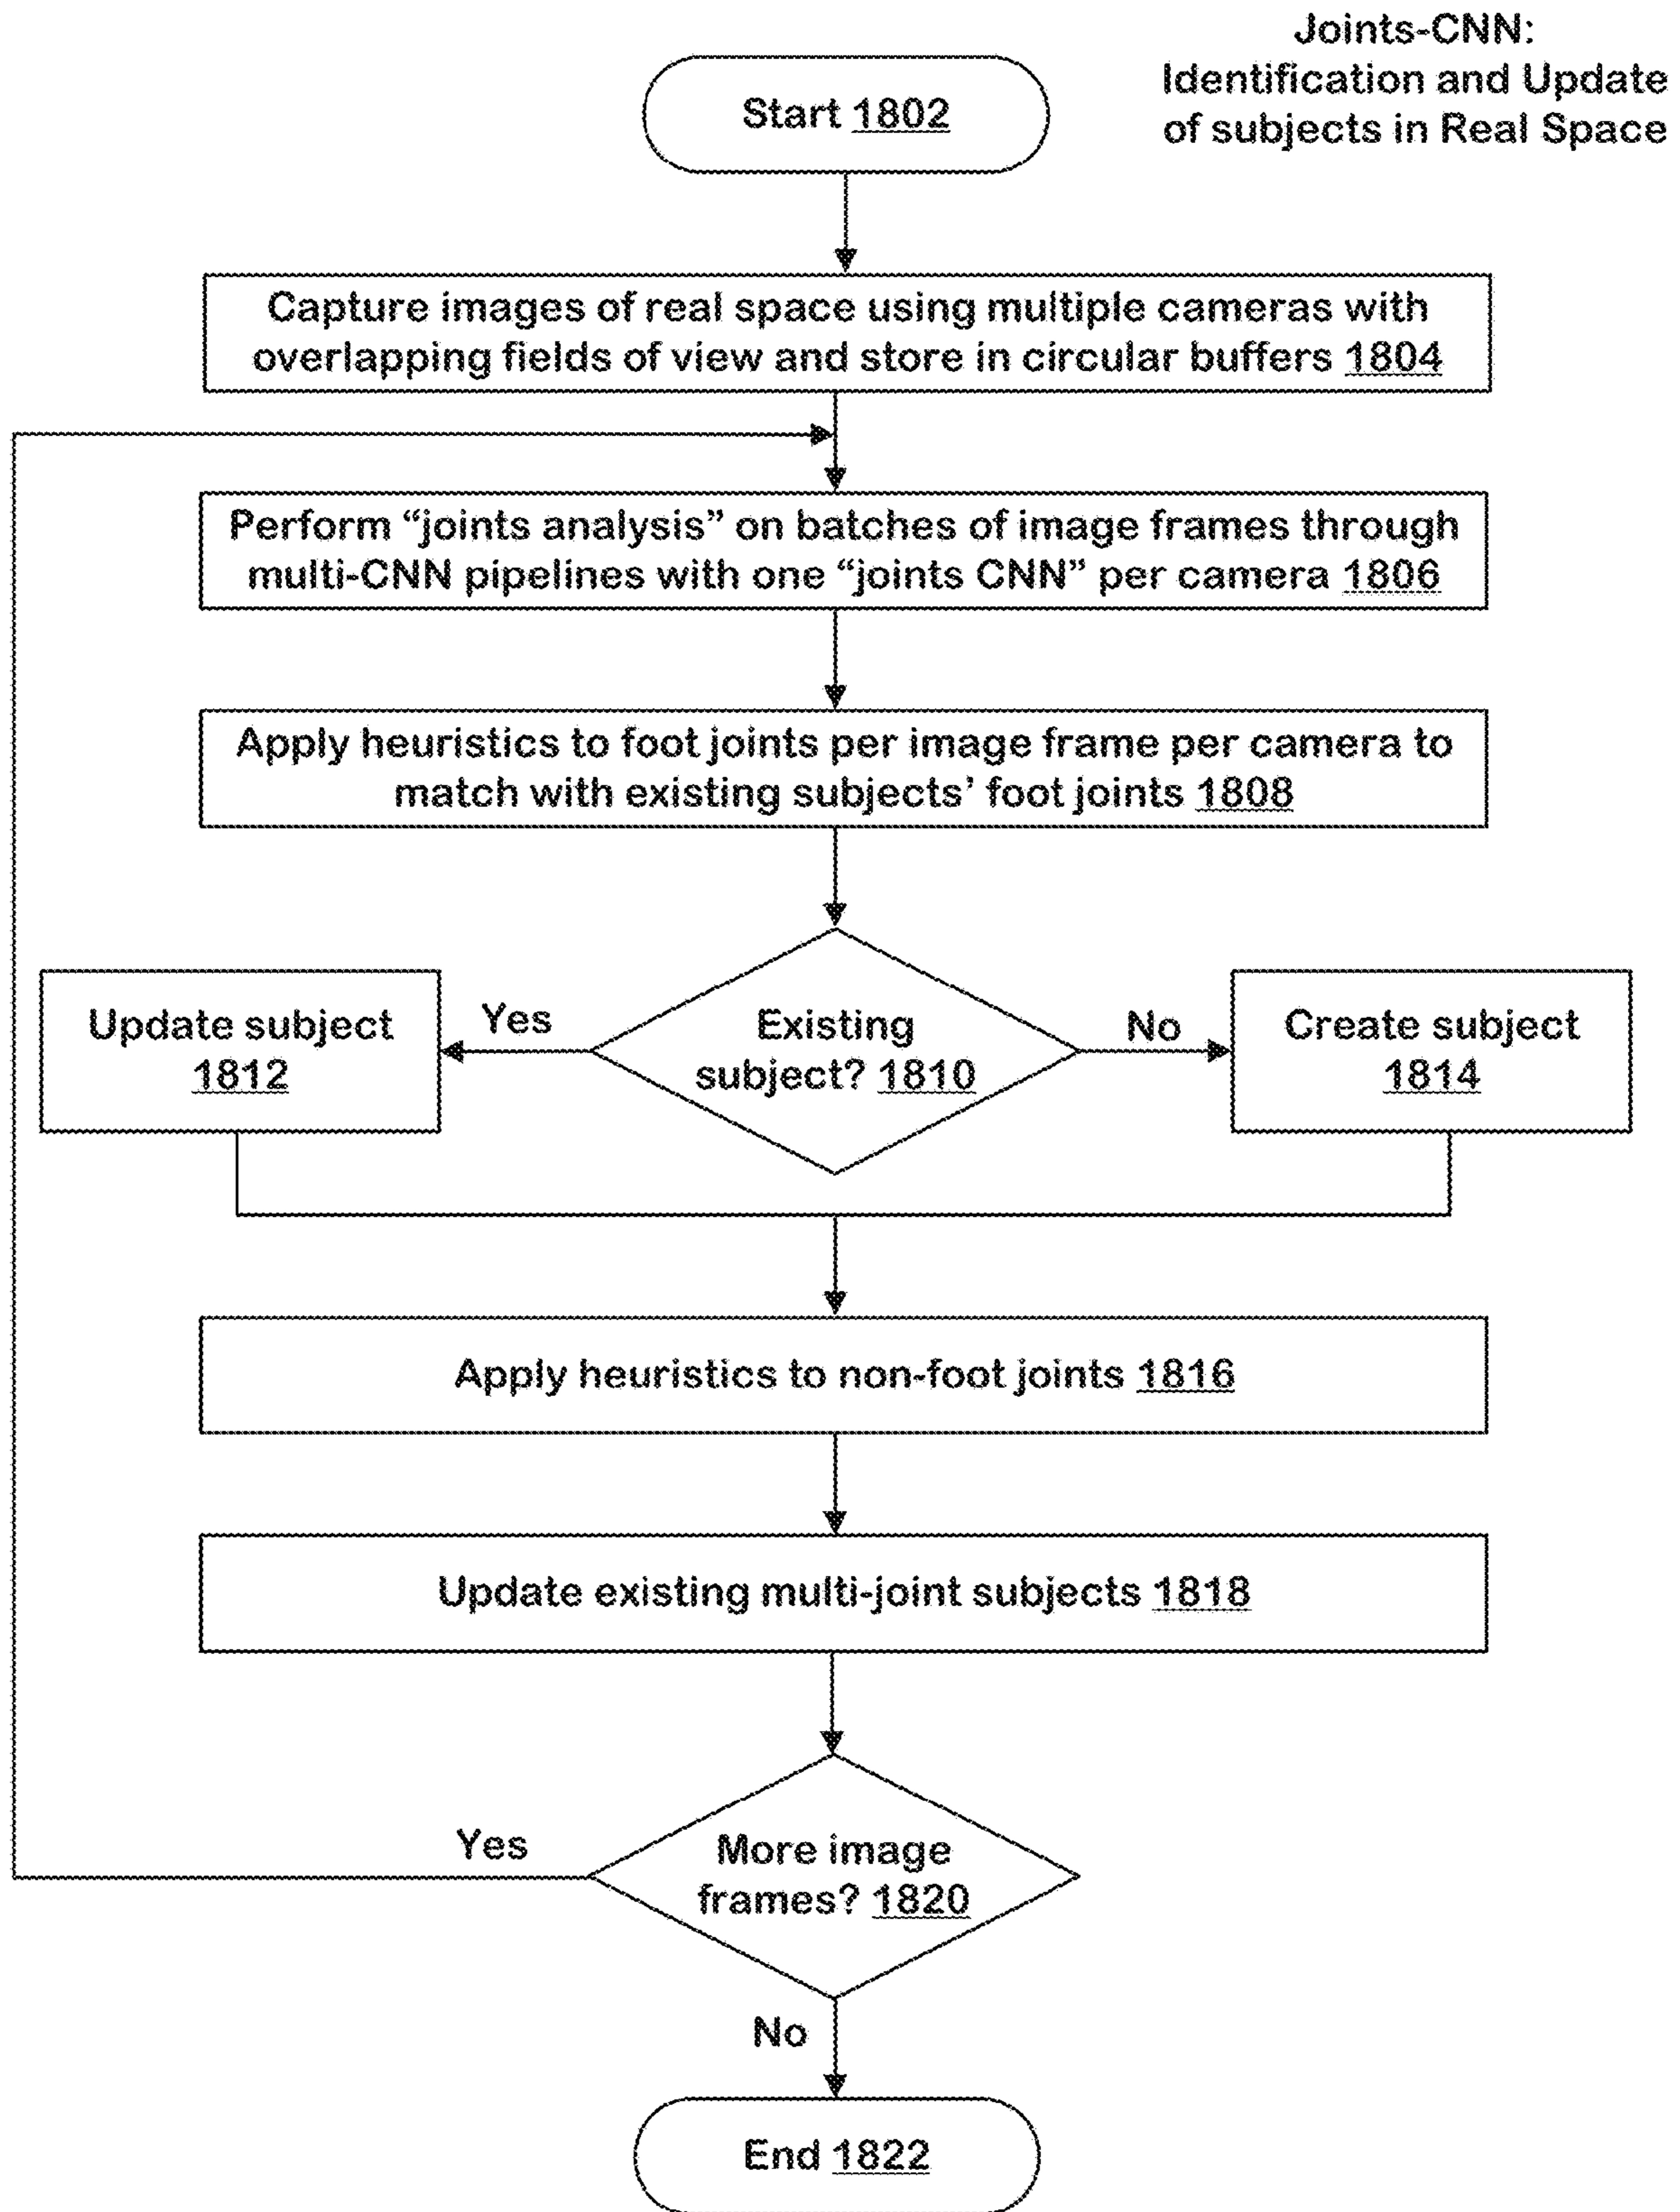 Joints-CNN:
Identification and Update
of subjects in Real Space
Start 1802
Capture images of real space using multiple cameras with
overlapping fields of view and store in circular buffers 1804
Perform “joints analysis” on batches of image frames through
multi-CNN pipelines with one “joints CNN” per camera 1806
Apply heuristics to foot joints per image frame per camera to
match with existing subjects’ foot joints 1808
Existing
subject? 1810
Yes
Update subject
1812
No
Create subject
1814
Apply heuristics to non-foot joints 1816
Update existing multi-joint subjects 1818
More image
frames? 1820
Yes
No
End 1822